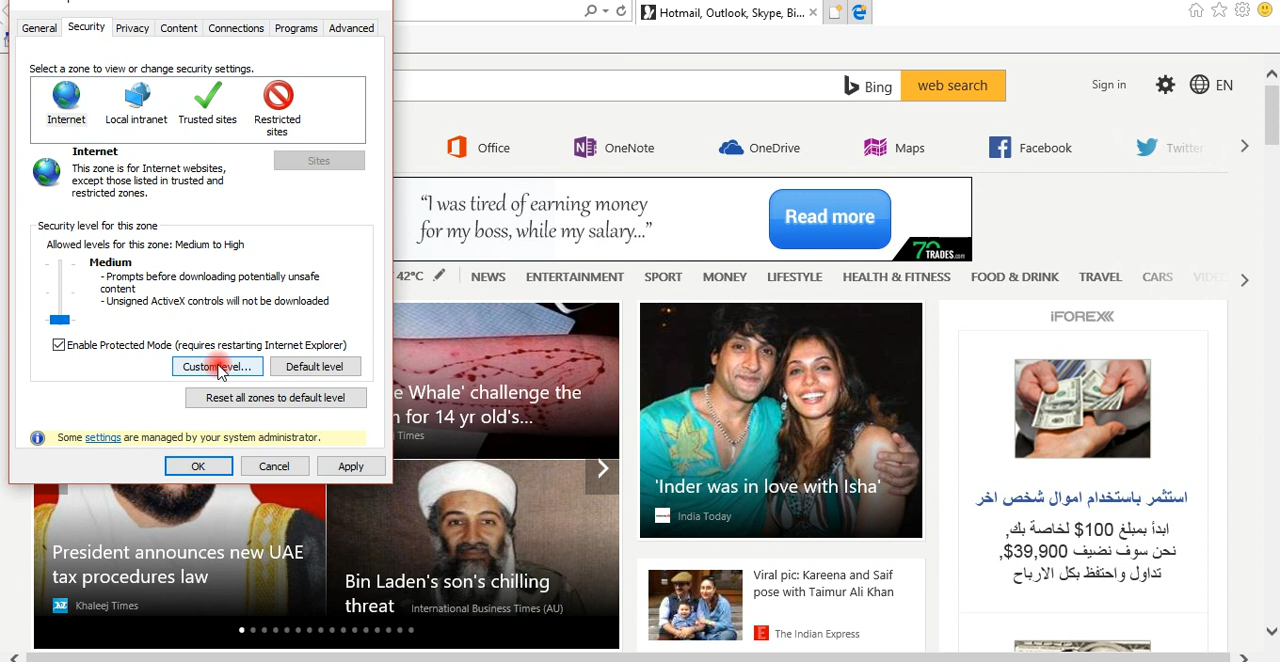 General Security Privacy Content Connections Programs Advanced
Select a zone to view or change security settings.
Internet Local intranet Trusted sites Restricted
sites
Internet
This zone is for Internet websites,
except those listed in trusted and
restricted zones.
Sites
Security level for this zone
Allowed levels for this zone: Medium to High
Medium
-Prompts before downloading potentially unsafe
content
-Unsigned ActiveX controls will not be downloaded
Enable Protected Mode (requires restarting Internet Explorer)
Custom level... Default level
Reset all zones to default level
Some settings are managed by your system administrator.
OK Cancel Apply
Hotmail, Outlook, Skype, Bi...
Bing web search Sign in EN
Office OneNote OneDrive Maps Facebook Twitter
“I was tired of earning money
for my boss, while my salary...”
Read more
70
TRADES.com
42°C NEWS ENTERTAINMENT SPORT MONEY LIFESTYLE HEALTH & FITNESS FOOD & DRINK TRAVEL CARS
e Whale' challenge the
n for 14 yr old's...
Times
President announces new UAE
tax procedures law
Khaleej Times
Bin Laden's son's chilling
threat International Business Times (AU)
'Inder was in love with Isha'
India Today
Viral pic: Kareena and Saif
pose with Taimur Ali Khan
The Indian Express
iFOREX
استثمر باستخدام اموال شخص اخر
ابدأ بمبلغ $100 لخاصة بك,
نحن سوف نضيف $39,900,
تداول واحتفظ بكل الارباح